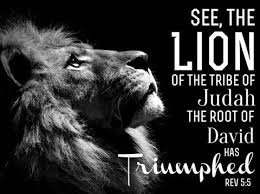 SEE, THE
LION
OF THE TRIBE OF
Judah
THE ROOT OF
David
HAS
Triumphed
REV 5:5